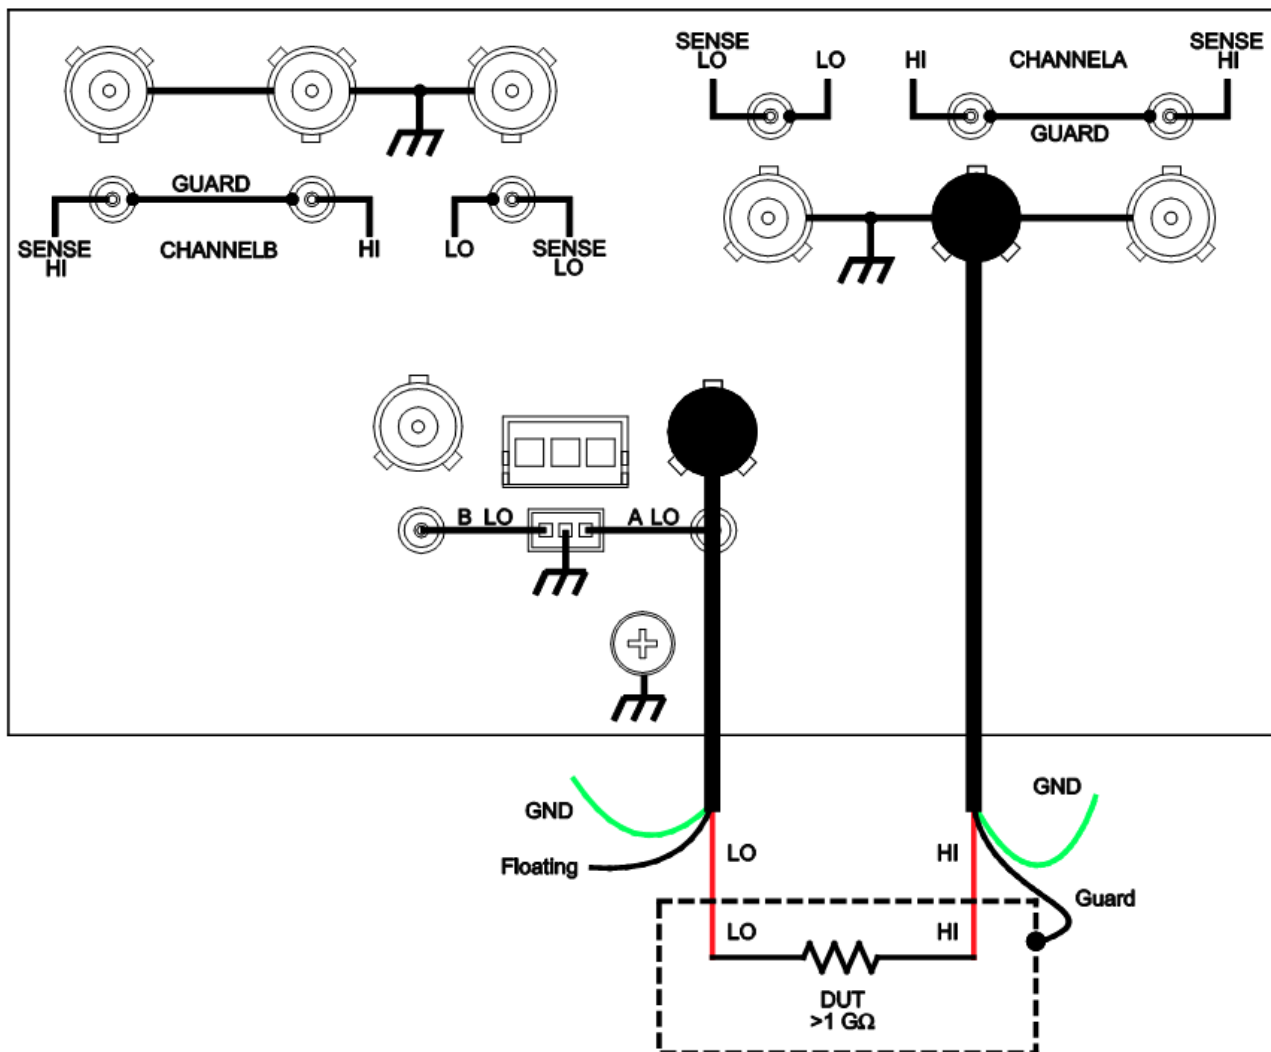 SENSE
LO
LO
HI
CHANNELA
SENSE
HI
GUARD
GUARD
SENSE
HI
CHANNELB
HI
LO
SENSE
LO
B LO
A LO
GND
GND
Floating
LO
HI
Guard
LO
HI
DUT
>1 GΩ